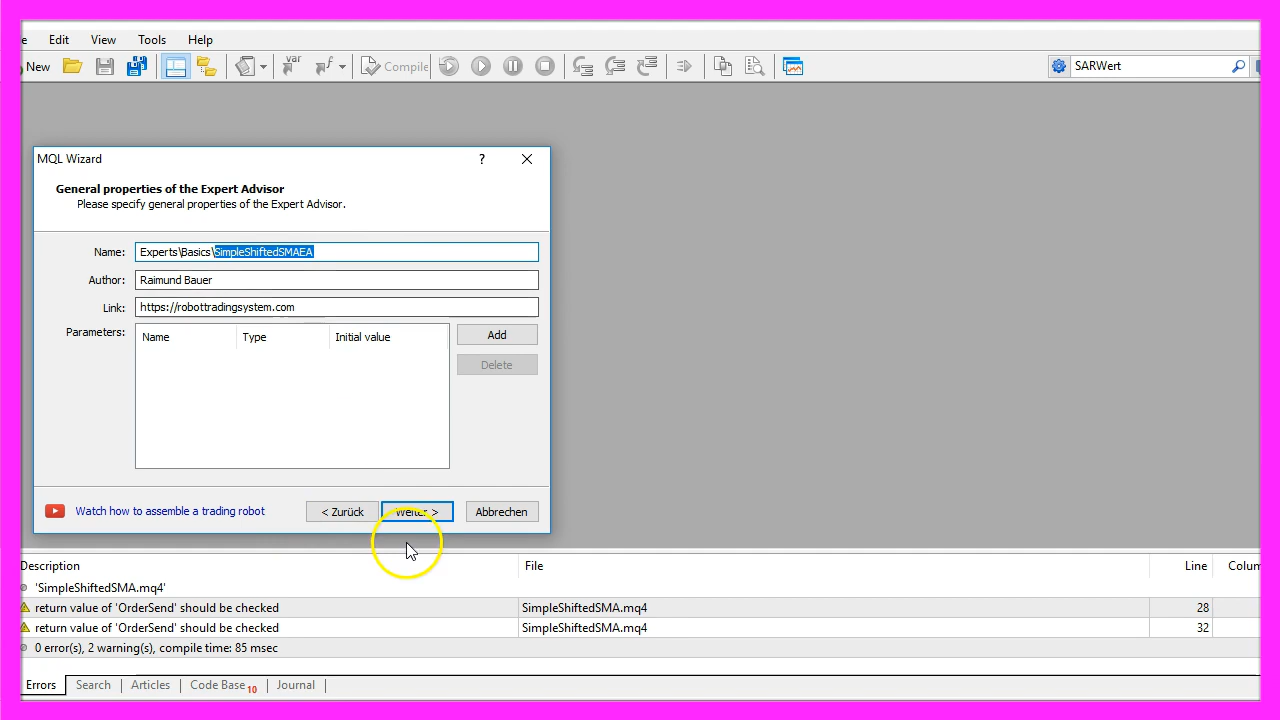 e Edit View Tools Help
New var Compile SARWert
MQL Wizard ?
General properties of the Expert Advisor
Please specify general properties of the Expert Advisor.
Name: Experts\Basics\SimpleShiftedSMAEA
Author: Raimund Bauer
Link: https://robottradingsystem.com
Parameters: Name Type Initial value Add
Delete
Watch how to assemble a trading robot < Zurück Weiter > Abbrechen
Description File Line Colum
'SimpleShiftedSMA.mq4'
return value of 'OrderSend' should be checked SimpleShiftedSMA.mq4 28
return value of 'OrderSend' should be checked SimpleShiftedSMA.mq4 32
0 error(s), 2 warning(s), compile time: 85 msec
Errors Search Articles Code Base 10 Journal